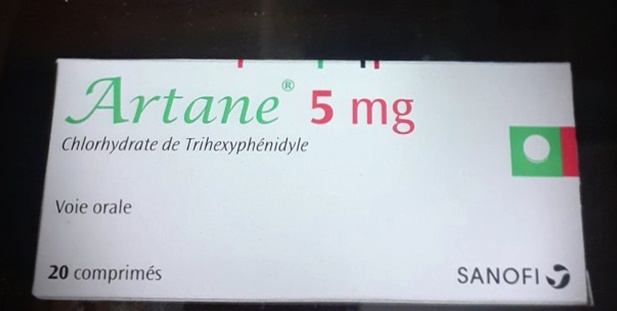 Artane® 5 mg
Chlorhydrate de Trihexyphénidyle
Voie orale
20 comprimés
SANOFI